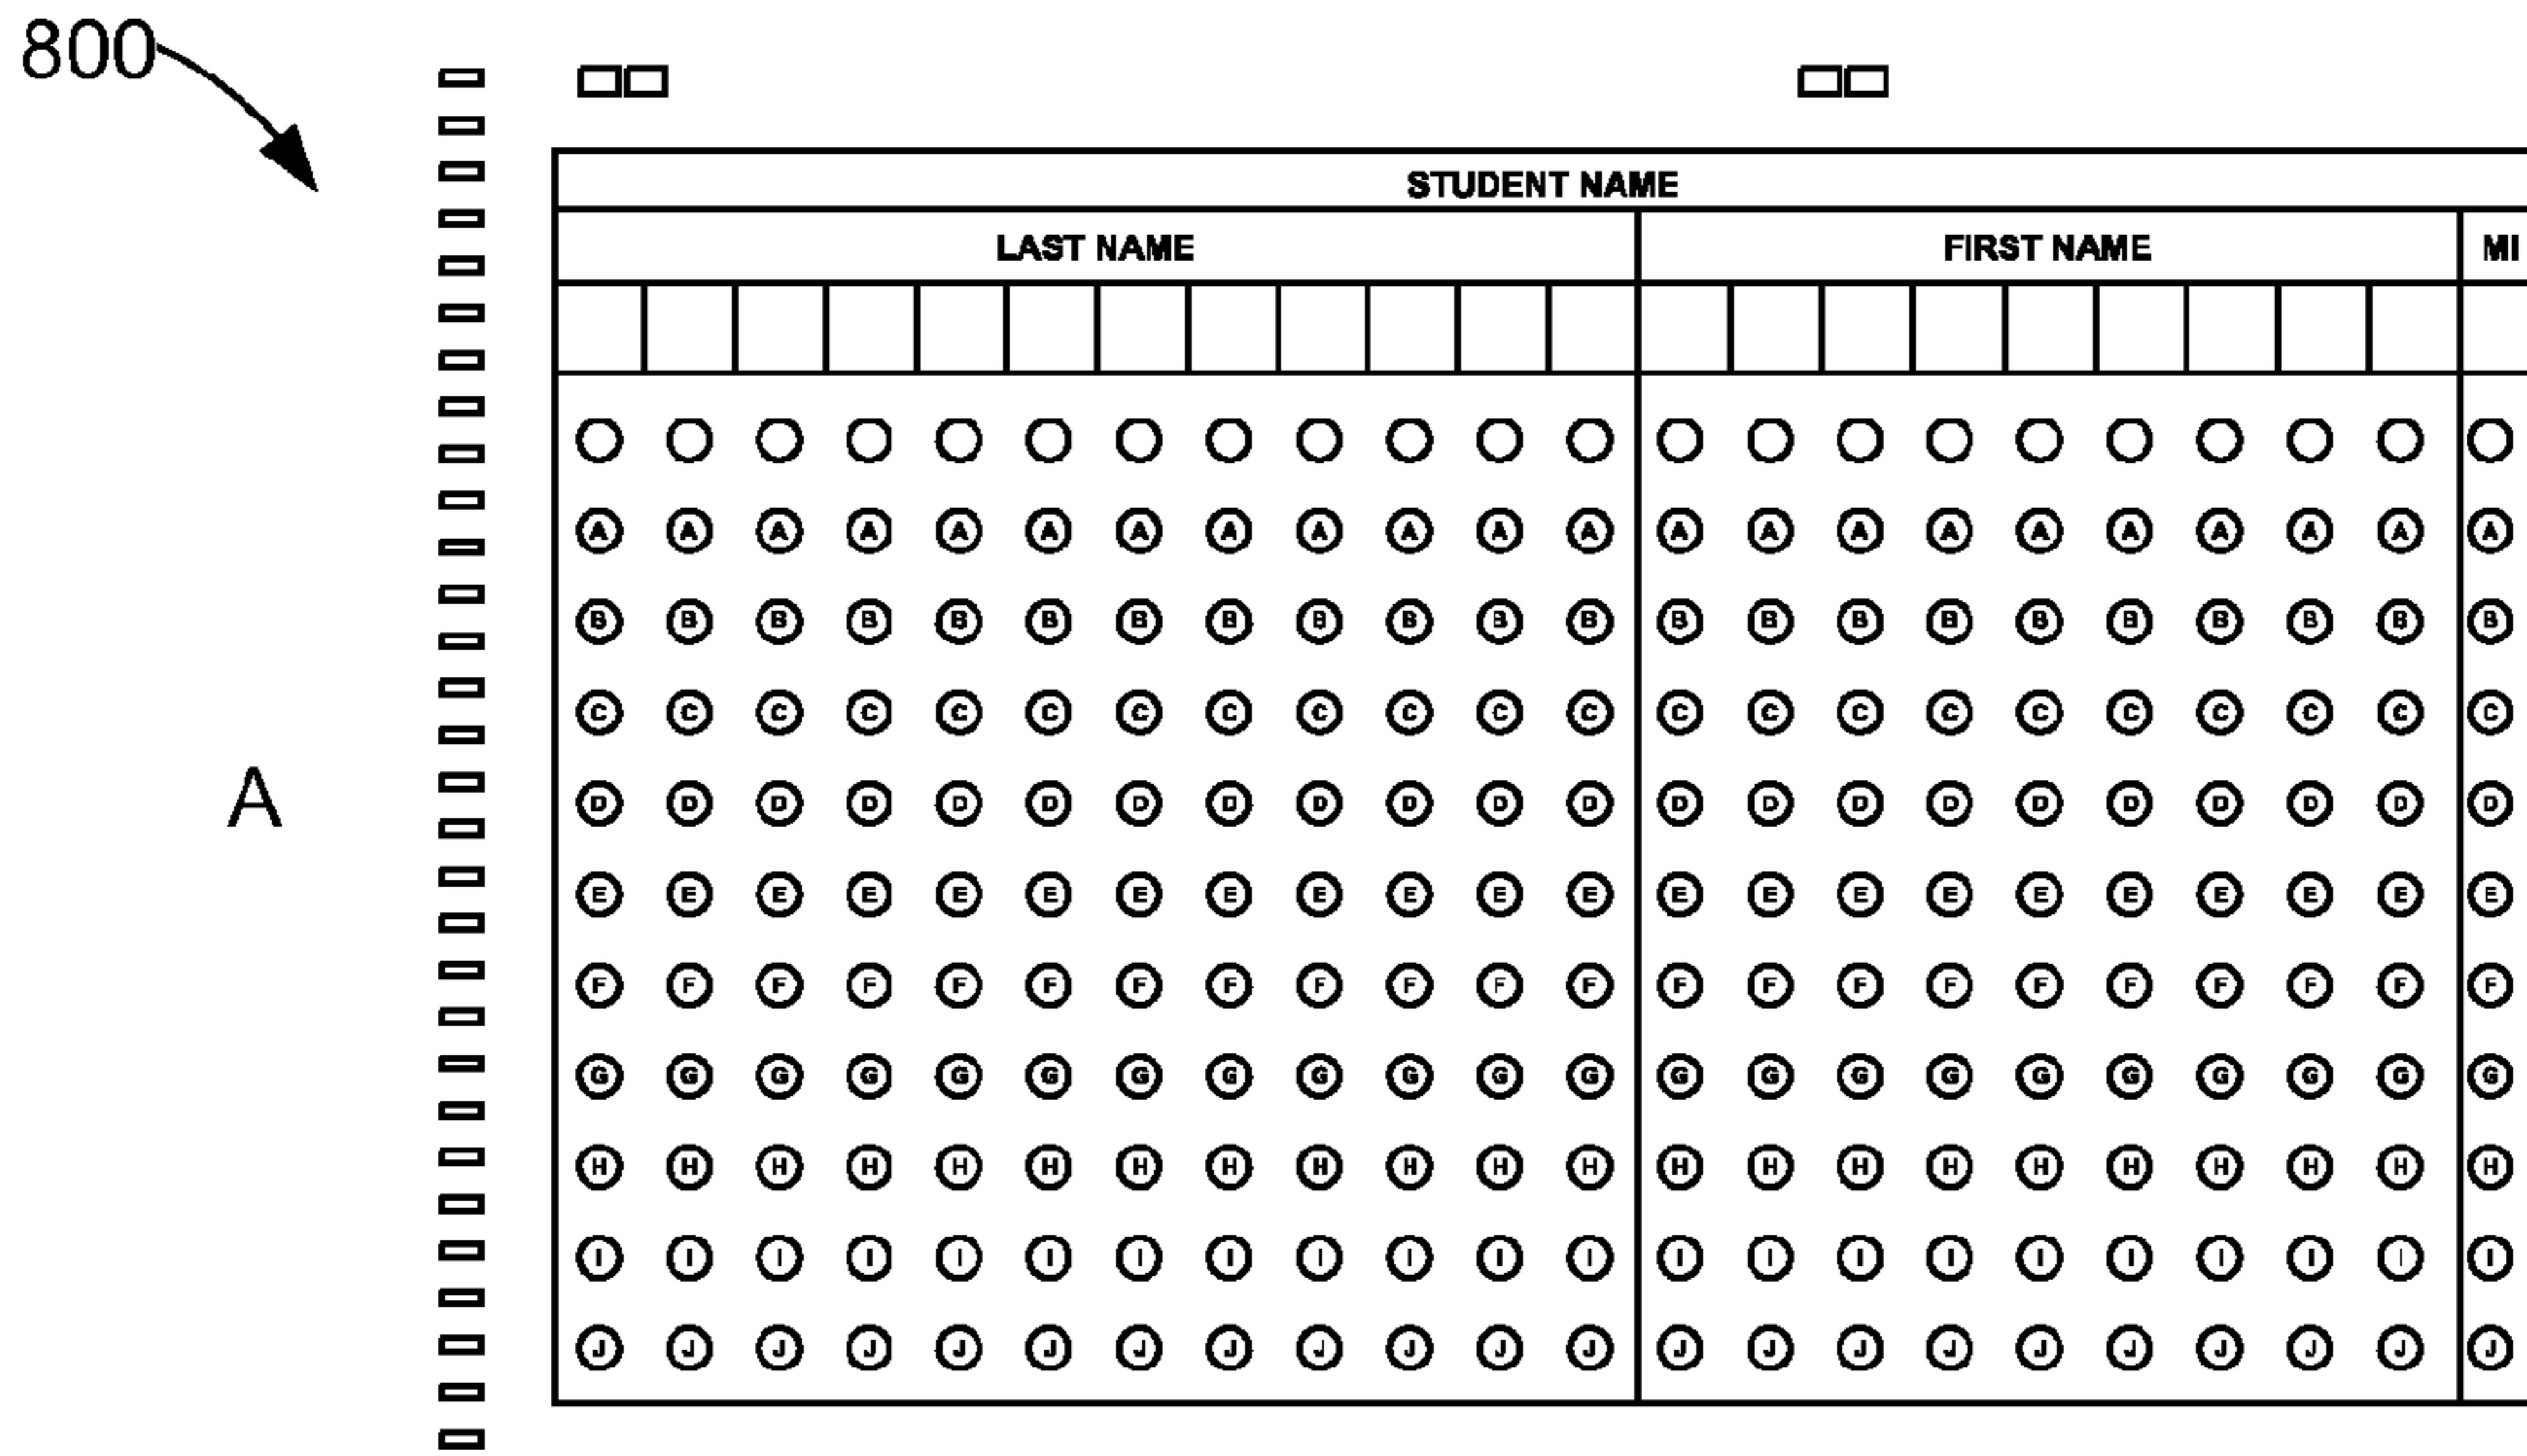 800
STUDENT NAME
LAST NAME FIRST NAME MI
A A A A A A A A A A A A A A A A A A A A A A
B B B B B B B B B B B B B B B B B B B B B B
C C C C C C C C C C C C C C C C C C C C C C
A
D D D D D D D D D D D D D D D D D D D D D D
E E E E E E E E E E E E E E E E E E E E E E
F F F F F F F F F F F F F F F F F F F F F F
G G G G G G G G G G G G G G G G G G G G G G
H H H H H H H H H H H H H H H H H H H H H H
I I I I I I I I I I I I I I I I I I I I I I
J J J J J J J J J J J J J J J J J J J J J J